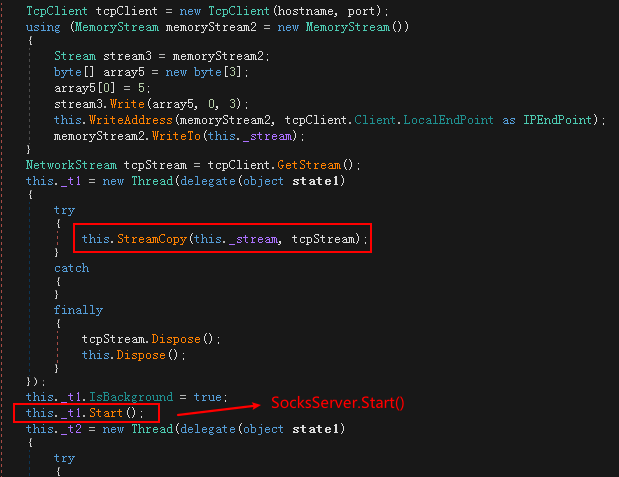 TcpClient tcpClient = new TcpClient(hostname, port);
using (MemoryStream memoryStream2 = new MemoryStream())
{
Stream stream3 = memoryStream2;
byte[] array5 = new byte[3];
array5[0] = 5;
stream3.Write(array5, 0, 3);
this.WriteAddress(memoryStream2, tcpClient.Client.LocalEndPoint as IPEndPoint);
memoryStream2.WriteTo(this._stream);
}
NetworkStream tcpStream = tcpClient.GetStream();
this._t1 = new Thread(delegate(object state1)
{
try
{
this.StreamCopy(this._stream, tcpStream);
}
catch
{
}
finally
{
tcpStream.Dispose();
this.Dispose();
}
});
this._t1.IsBackground = true;
this._t1.Start(); SocksServer.Start()
this._t2 = new Thread(delegate(object state1)
{
try
{